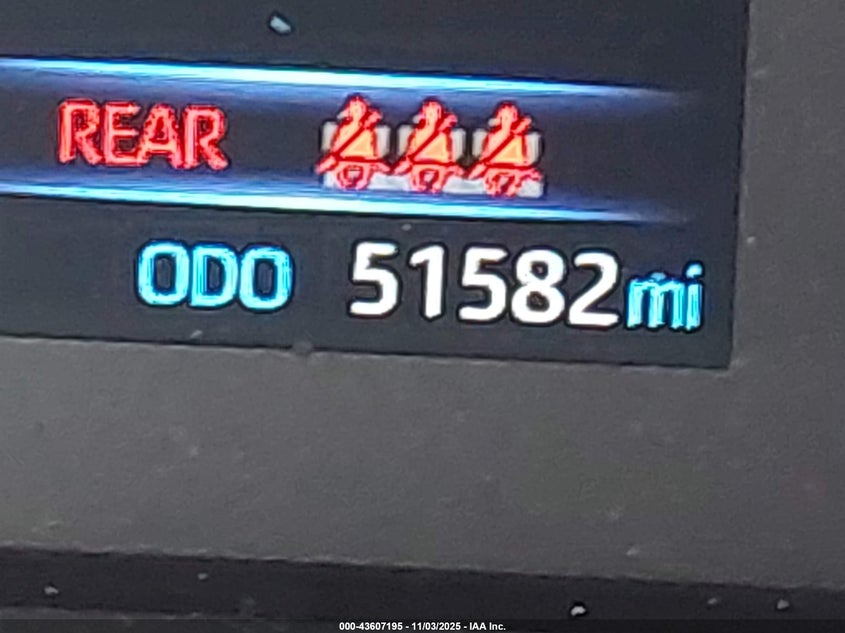 REAR
ODO 51582mi
000-43607195 - 11/03/2025 - IAA Inc.